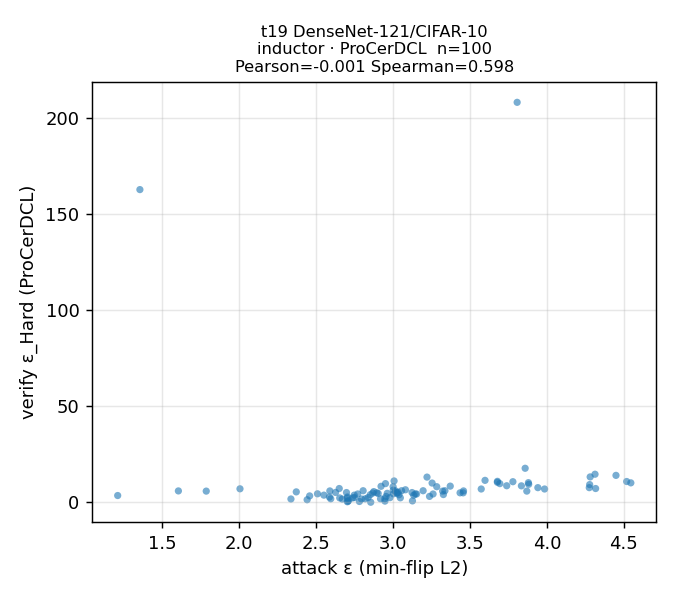 t19 DenseNet-121/CIFAR-10
inductor · ProCerDCL  n=100
Pearson=-0.001 Spearman=0.598
200
150
100
50
0
verify ε_Hard (ProCerDCL)
1.5 2.0 2.5 3.0 3.5 4.0 4.5
attack ε (min-flip L2)